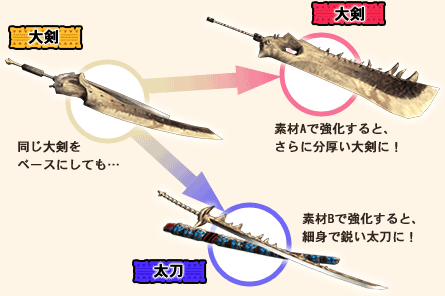 大剣
大剣
同じ大剣を
ベースにしても…
素材Aで強化すると、
さらに分厚い大剣に！
素材Bで強化すると、
細身で鋭い太刀に！
太刀